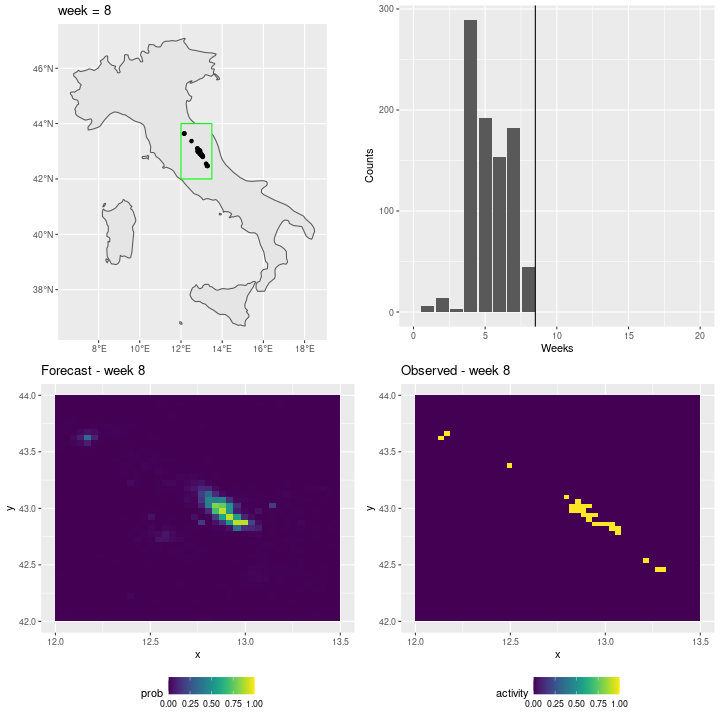 week = 8
46°N
44°N
42°N
40°N
38°N
8°E 10°E 12°E 14°E 16°E 18°E
Counts
300
200
100
0
0 5 10 15 20
Weeks
Forecast - week 8
y
44.0
43.5
43.0
42.5
42.0
12.0 12.5 13.0 13.5
x
prob
0.00 0.25 0.50 0.75 1.00
Observed - week 8
y
44.0
43.5
43.0
42.5
42.0
12.0 12.5 13.0 13.5
x
activity
0.00 0.25 0.50 0.75 1.00